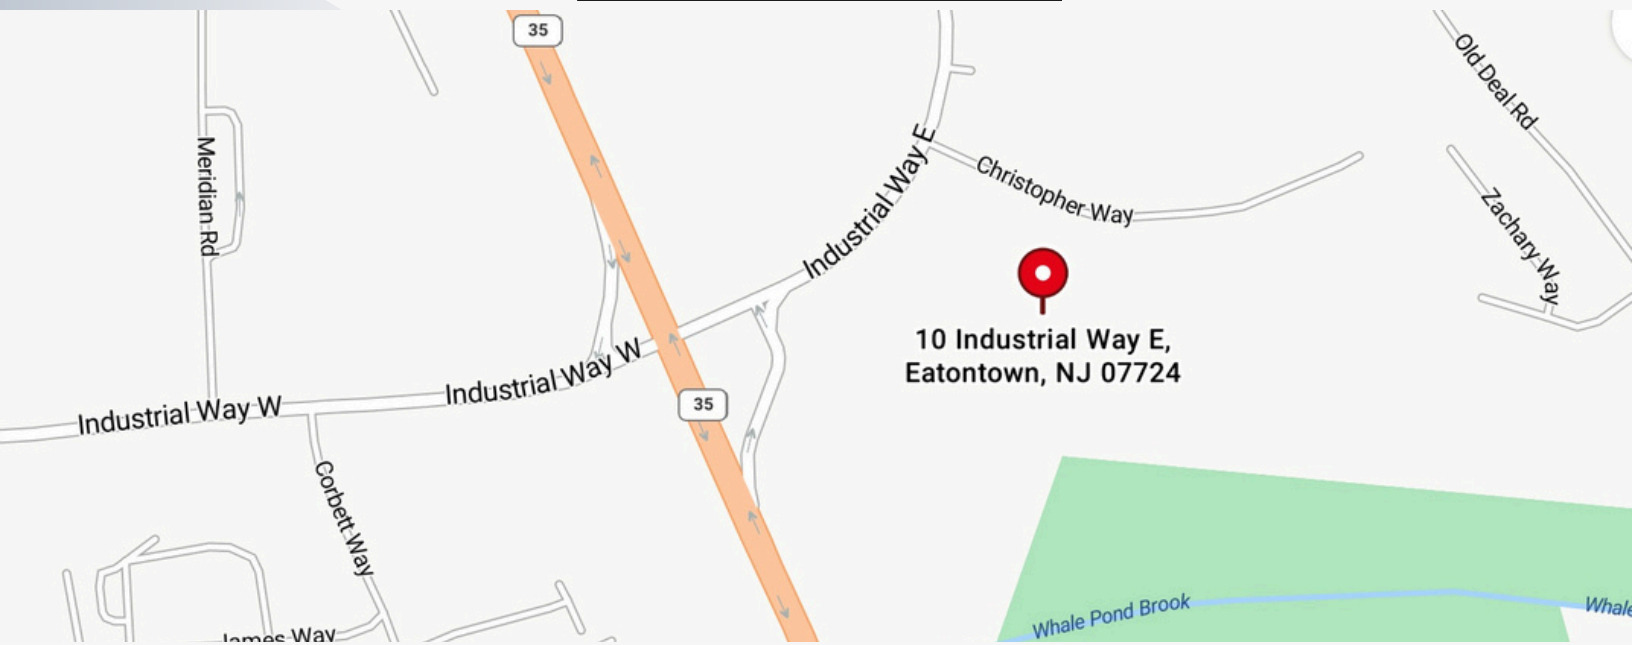 35
Old Deal Rd
Meridian Rd
Industrial Way E
Christopher Way
Zachary Way
10 Industrial Way E,
Eatontown, NJ 07724
Industrial Way W
Industrial Way W
35
Corbett Way
Whale Pond Brook
Whale
James Way